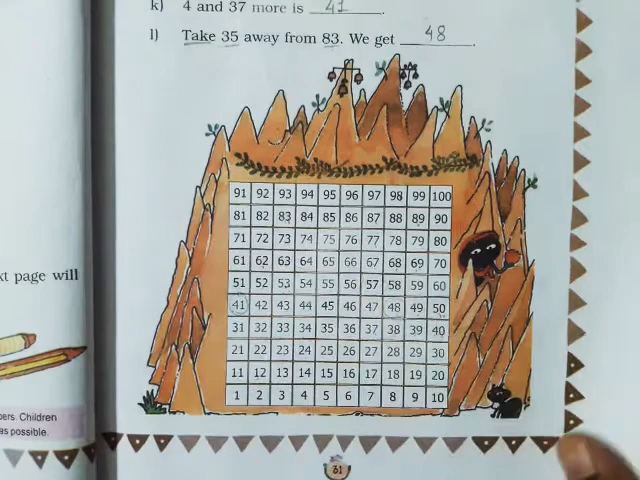 k) 4 and 37 more is 41.
l) Take 35 away from 83. We get 48.
91 92 93 94 95 96 97 98 99 100
81 82 83 84 85 86 87 88 89 90
71 72 73 74 75 76 77 78 79 80
61 62 63 64 65 66 67 68 69 70
51 52 53 54 55 56 57 58 59 60
41 42 43 44 45 46 47 48 49 50
31 32 33 34 35 36 37 38 39 40
21 22 23 24 25 26 27 28 29 30
11 12 13 14 15 16 17 18 19 20
1 2 3 4 5 6 7 8 9 10
31
page will
Children
as possible.